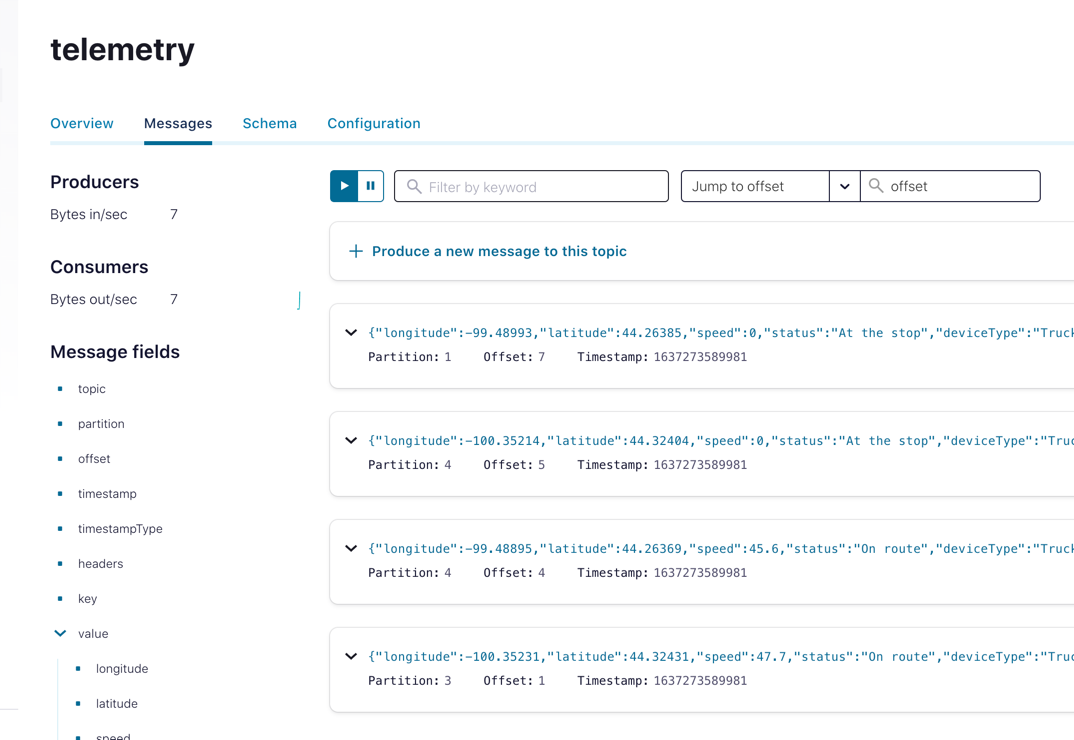 telemetry
Overview Messages Schema Configuration
Producers
Bytes in/sec 7
Consumers
Bytes out/sec 7
Message fields
topic
partition
offset
timestamp
timestampType
headers
key
value
longitude
latitude
speed
Filter by keyword Jump to offset offset
Produce a new message to this topic
{"longitude":-99.48993,"latitude":44.26385,"speed":0,"status":"At the stop","deviceType":"Truck
Partition: 1 Offset: 7 Timestamp: 1637273589981
{"longitude":-100.35214,"latitude":44.32404,"speed":0,"status":"At the stop","deviceType":"Truc
Partition: 4 Offset: 5 Timestamp: 1637273589981
{"longitude":-99.48895,"latitude":44.26369,"speed":45.6,"status":"On route","deviceType":"Truck
Partition: 4 Offset: 4 Timestamp: 1637273589981
{"longitude":-100.35231,"latitude":44.32431,"speed":47.7,"status":"On route","deviceType":"Truc
Partition: 3 Offset: 1 Timestamp: 1637273589981